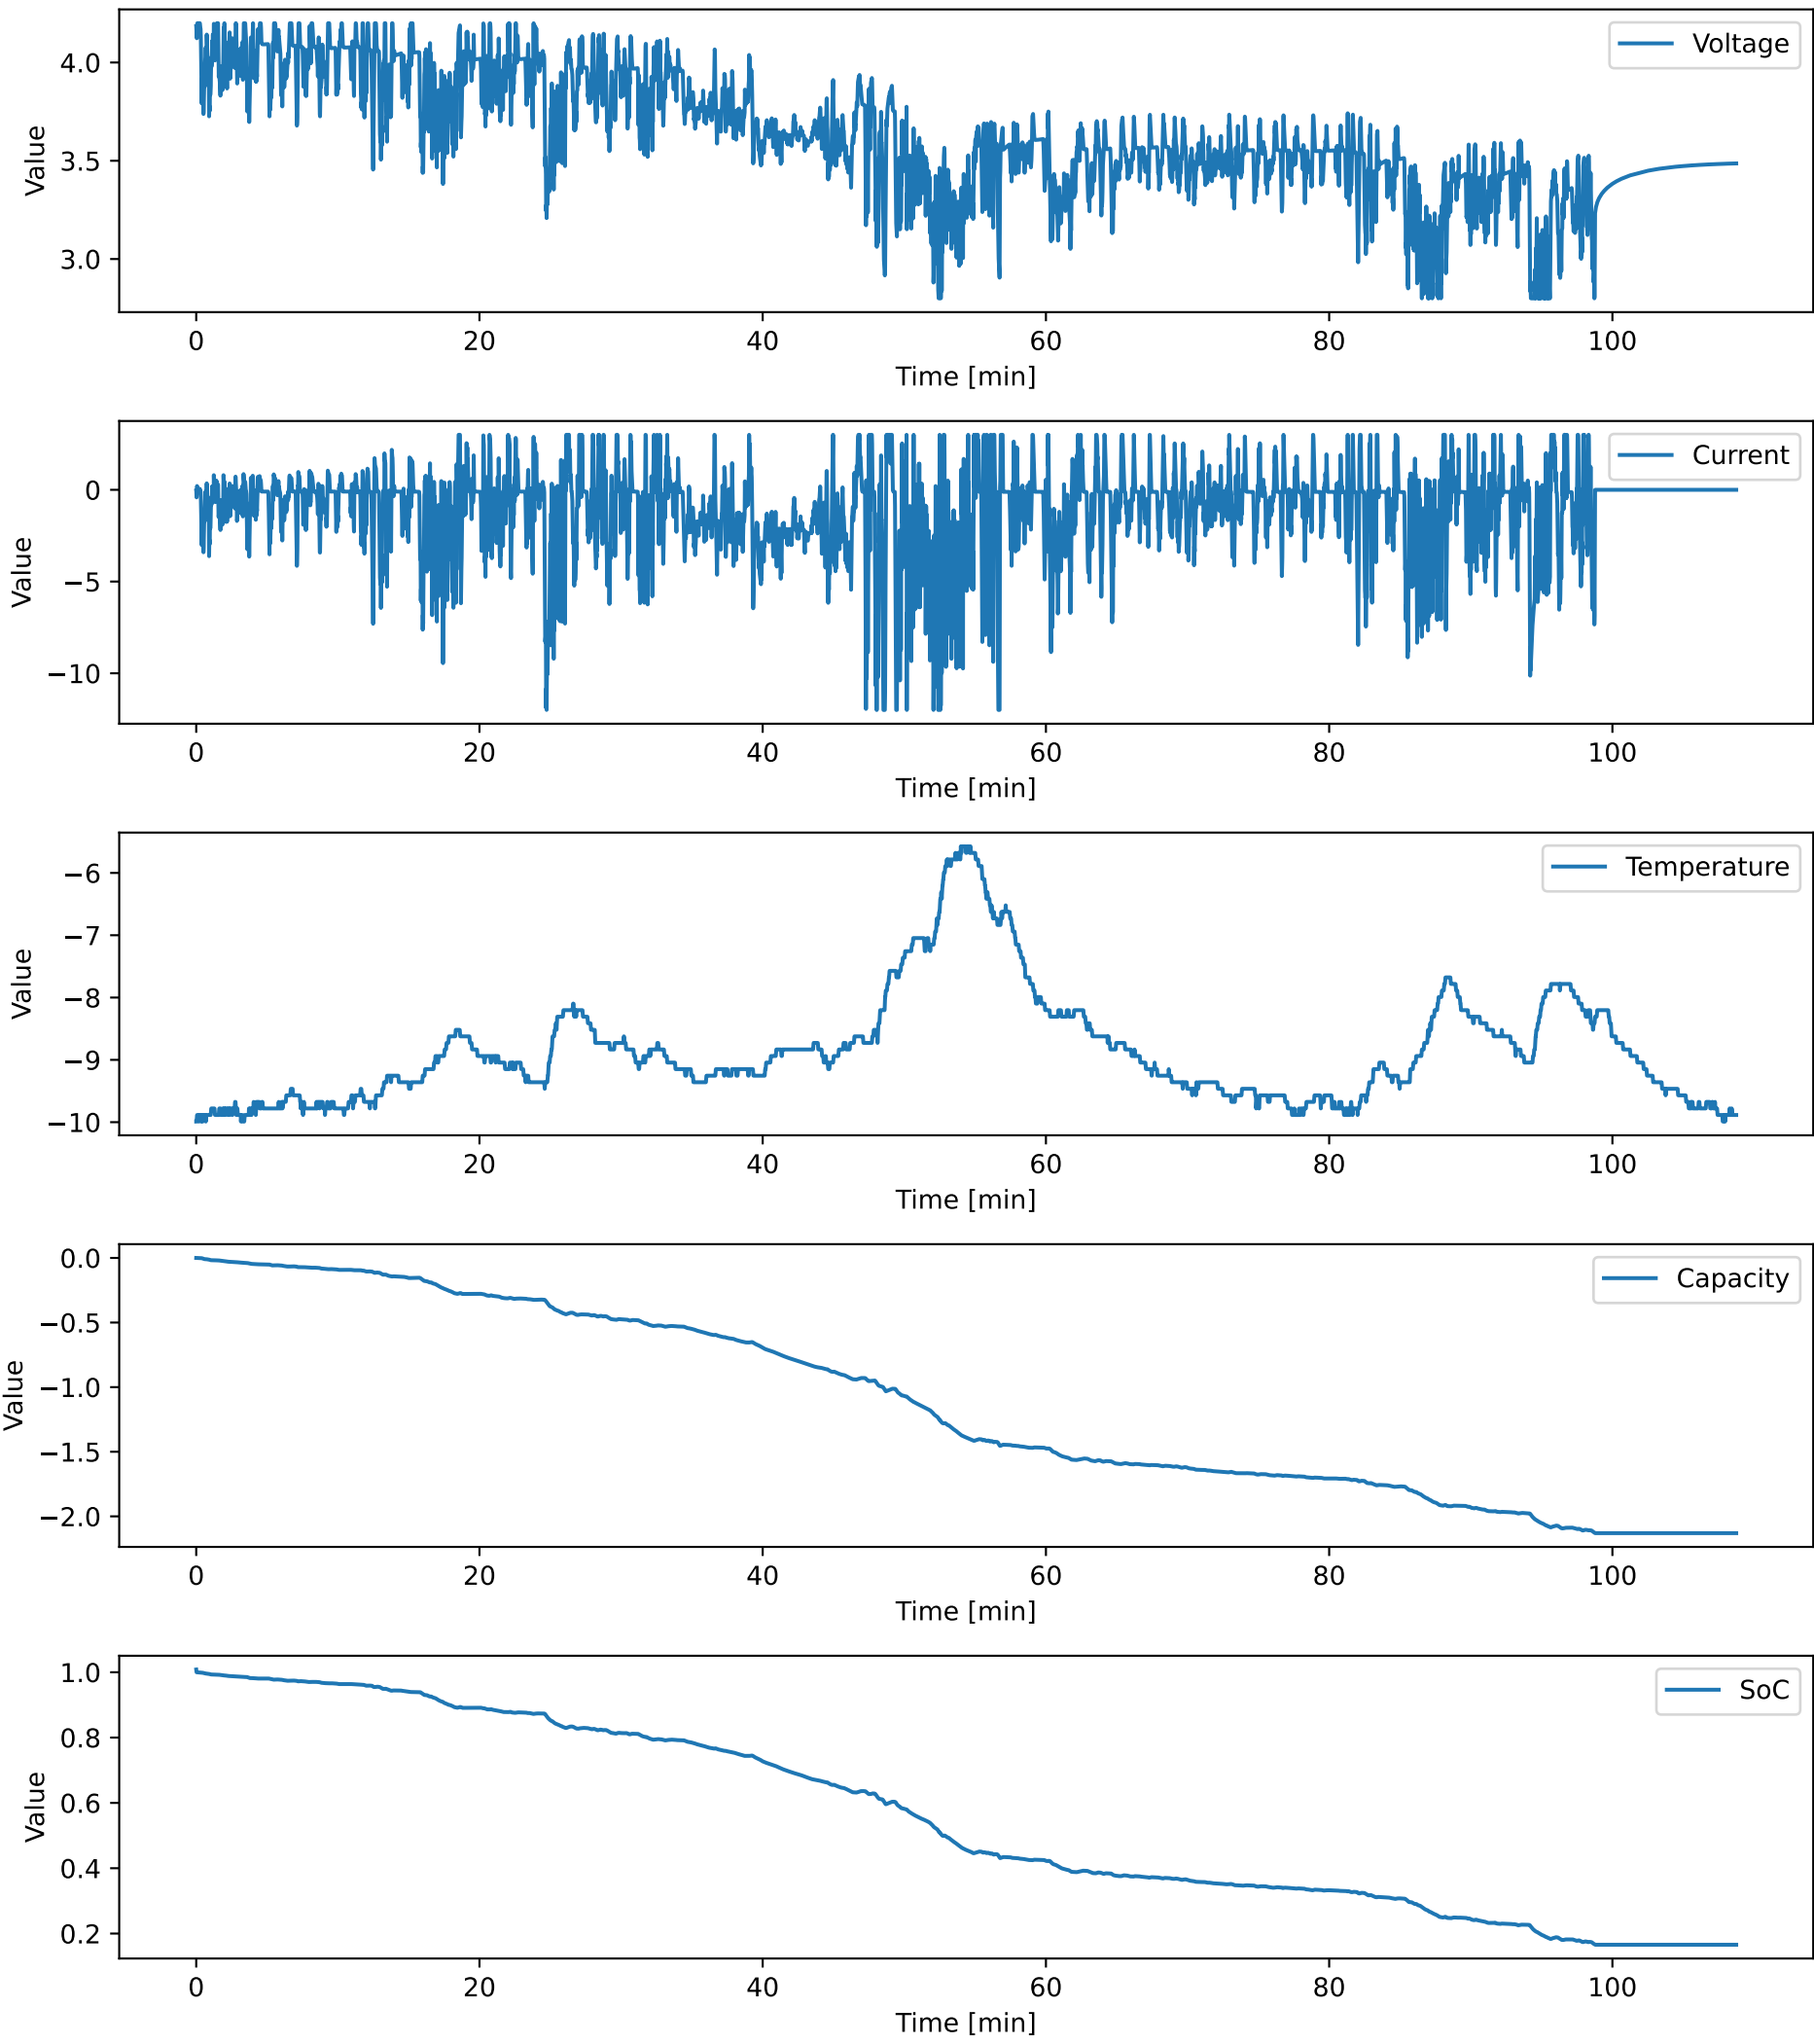 Voltage
4.0
3.5
3.0
Value
0 20 40 60 80 100
Time [min]
Current
0
−5
−10
Value
0 20 40 60 80 100
Time [min]
Temperature
−6
−7
−8
−9
−10
Value
0 20 40 60 80 100
Time [min]
Capacity
0.0
−0.5
−1.0
−1.5
−2.0
Value
0 20 40 60 80 100
Time [min]
SoC
1.0
0.8
0.6
0.4
0.2
Value
0 20 40 60 80 100
Time [min]